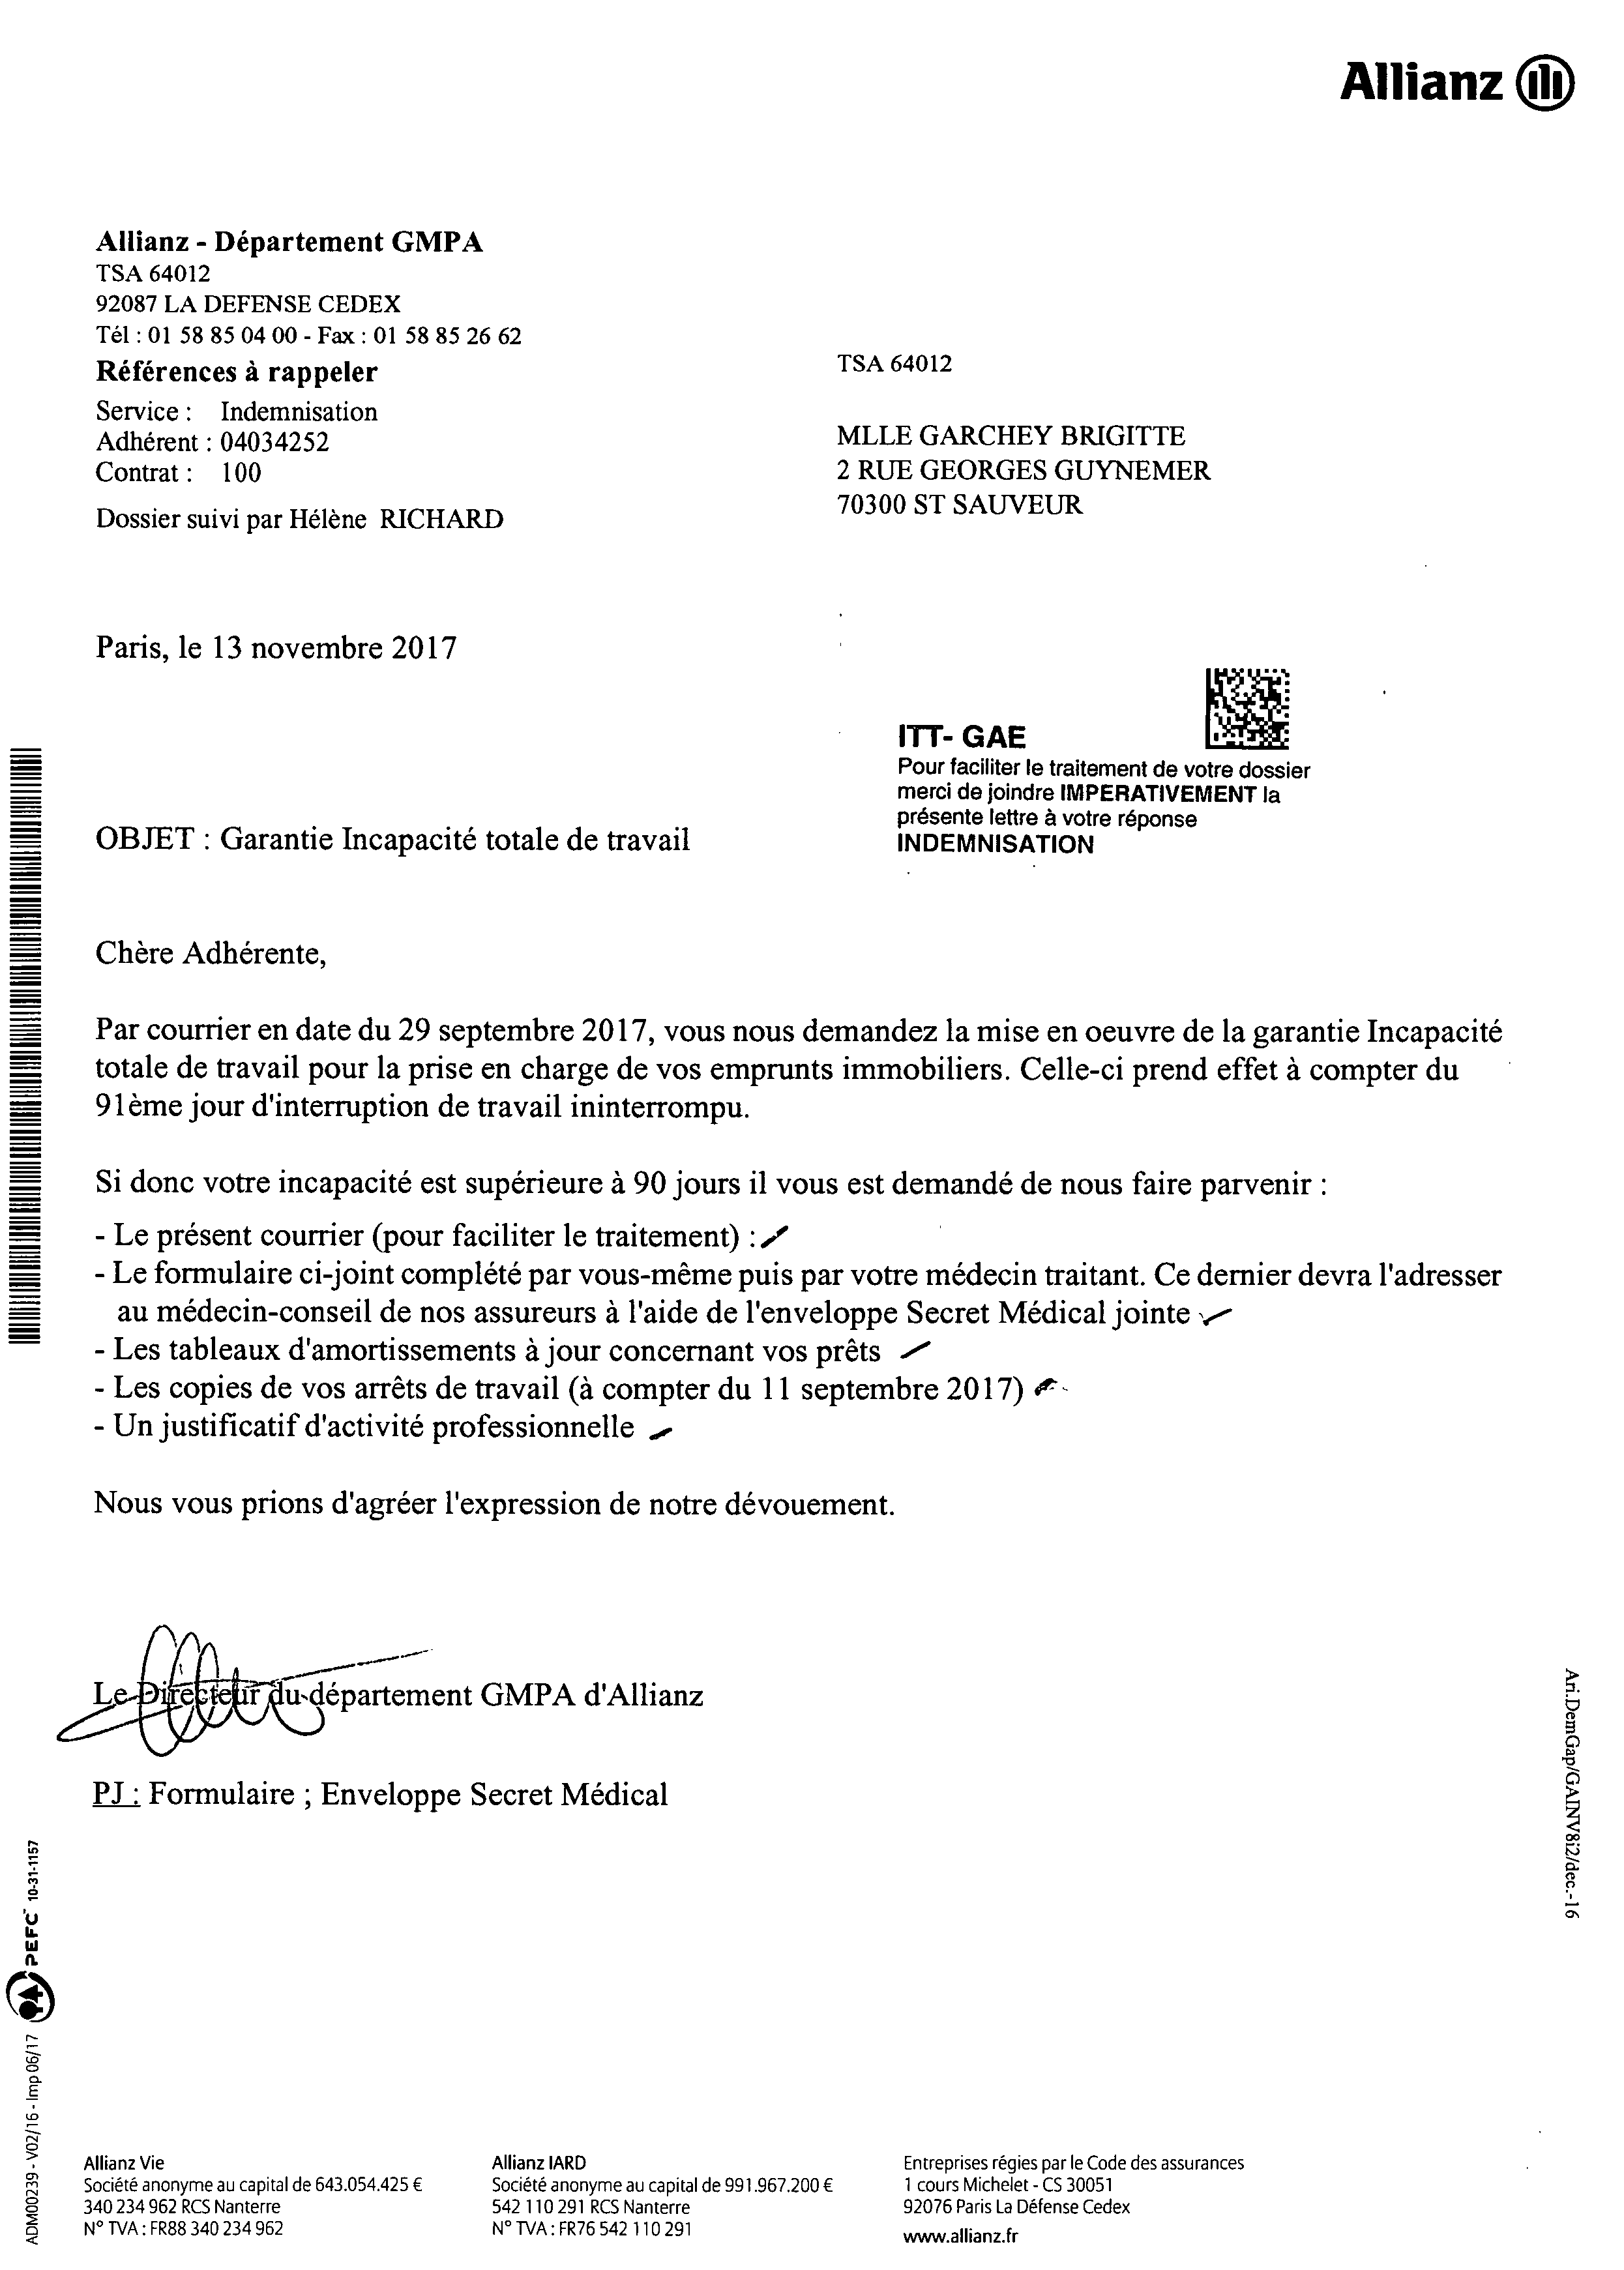 Allianz
Allianz - Département GMPA
TSA 64012
92087 LA DEFENSE CEDEX
Tél : 01 58 85 04 00 - Fax : 01 58 85 26 62
Références à rappeler
Service : Indemnisation
Adhérent : 04034252
Contrat : 100
Dossier suivi par Hélène RICHARD
TSA 64012
MLLE GARCHEY BRIGITTE
2 RUE GEORGES GUYNEMER
70300 ST SAUVEUR
Paris, le 13 novembre 2017
ITT- GAE
Pour faciliter le traitement de votre dossier
merci de joindre IMPERATIVEMENT la
présente lettre à votre réponse
INDEMNISATION
OBJET : Garantie Incapacité totale de travail
Chère Adhérente,
Par courrier en date du 29 septembre 2017, vous nous demandez la mise en oeuvre de la garantie Incapacité
totale de travail pour la prise en charge de vos emprunts immobiliers. Celle-ci prend effet à compter du
91ème jour d'interruption de travail ininterrompu.
Si donc votre incapacité est supérieure à 90 jours il vous est demandé de nous faire parvenir :
- Le présent courrier (pour faciliter le traitement) :
- Le formulaire ci-joint complété par vous-même puis par votre médecin traitant. Ce dernier devra l'adresser
au médecin-conseil de nos assureurs à l'aide de l'enveloppe Secret Médical jointe
- Les tableaux d'amortissements à jour concernant vos prêts
- Les copies de vos arrêts de travail (à compter du 11 septembre 2017)
- Un justificatif d'activité professionnelle
Nous vous prions d'agréer l'expression de notre dévouement.
Le Directeur du département GMPA d'Allianz
PJ : Formulaire ; Enveloppe Secret Médical
Ari.DemGap/GAINV8i2/dec.-16
ADM00239 - V02/16 - Imp 06/17
PEFC 10-31-1157
Allianz Vie
Société anonyme au capital de 643.054.425 €
340 234 962 RCS Nanterre
N° TVA : FR88 340 234 962
Allianz IARD
Société anonyme au capital de 991.967.200 €
542 110 291 RCS Nanterre
N° TVA : FR76 542 110 291
Entreprises régies par le Code des assurances
1 cours Michelet - CS 30051
92076 Paris La Défense Cedex
www.allianz.fr